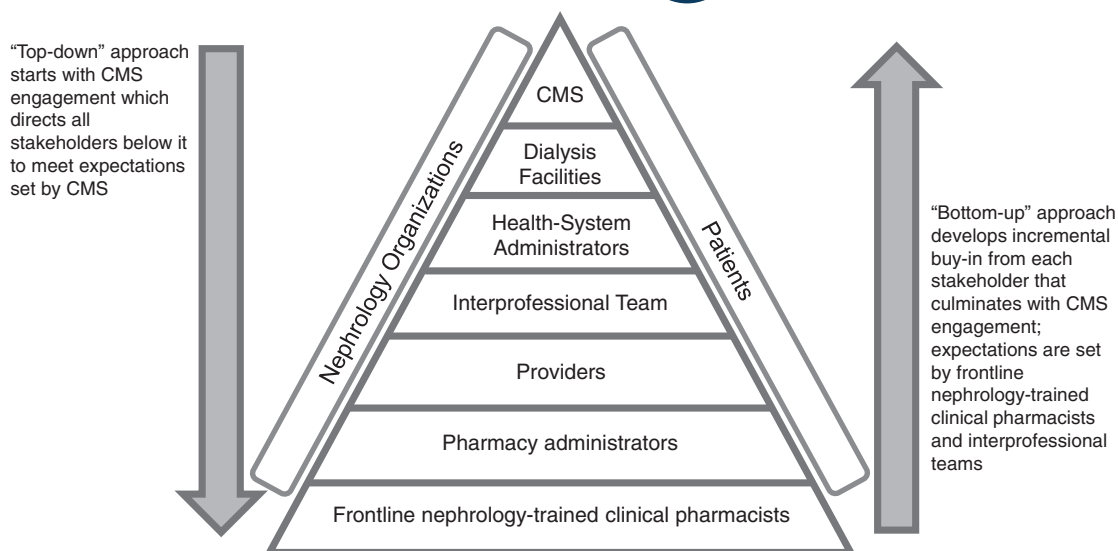 “Top-down” approach
starts with CMS
engagement which
directs all
stakeholders below it
to meet expectations
set by CMS
Nephrology Organizations
CMS
Dialysis
Facilities
Health-System
Administrators
Interprofessional Team
Providers
Pharmacy administrators
Frontline nephrology-trained clinical pharmacists
Patients
“Bottom-up” approach
develops incremental
buy-in from each
stakeholder that
culminates with CMS
engagement;
expectations are set
by frontline
nephrology-trained
clinical pharmacists
and interprofessional
teams